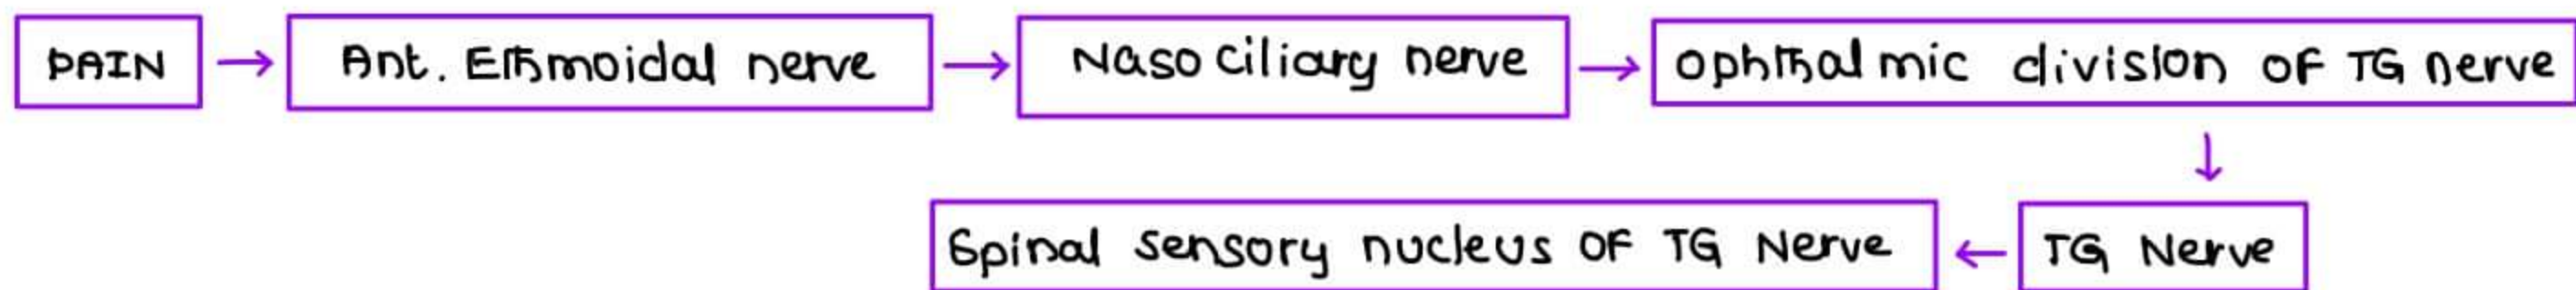 PAIN → Ant. Ethmoidal nerve → Naso ciliary nerve → Ophthalmic division OF TG nerve
↓
Spinal sensory nucleus OF TG Nerve ← TG Nerve